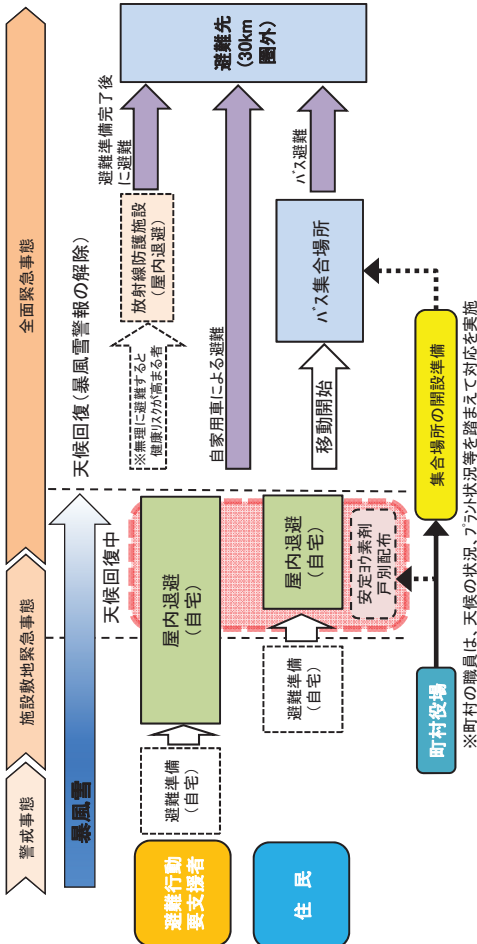 警戒事態
施設敷地緊急事態
全面緊急事態
暴風雪
天候回復中
天候回復(暴風雪警報の解除)
避難行動
要支援者
避難準備
(自宅)
屋内退避
(自宅)
※無理に避難すると
健康リスクが高まる者
放射線防護施設
(屋内退避)
避難準備完了後
に避難
避難先
(30km
圏外)
自家用車による避難
住 民
避難準備
(自宅)
屋内退避
(自宅)
安定ヨウ素剤
戸別配布
移動開始
バス集合場所
バス避難
町村役場
集合場所の開設準備
※町村の職員は、天候の状況、プラント状況等を踏まえて対応を実施